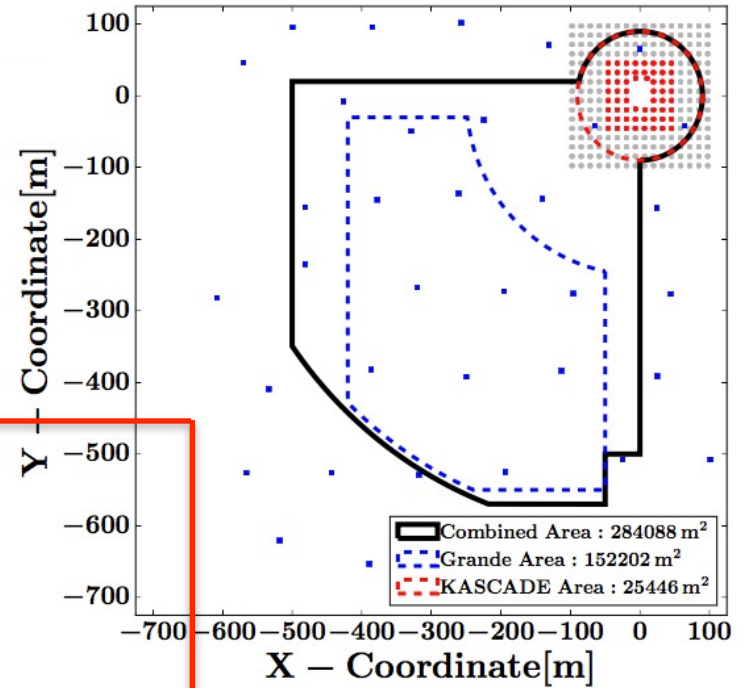 100
0
−100
−200
−300
−400
−500
−600
−700
Y − Coordinate[m]
Combined Area : 284088 m²
Grande Area : 152202 m²
KASCADE Area : 25446 m²
−700 −600 −500 −400 −300 −200 −100 0 100
X − Coordinate[m]